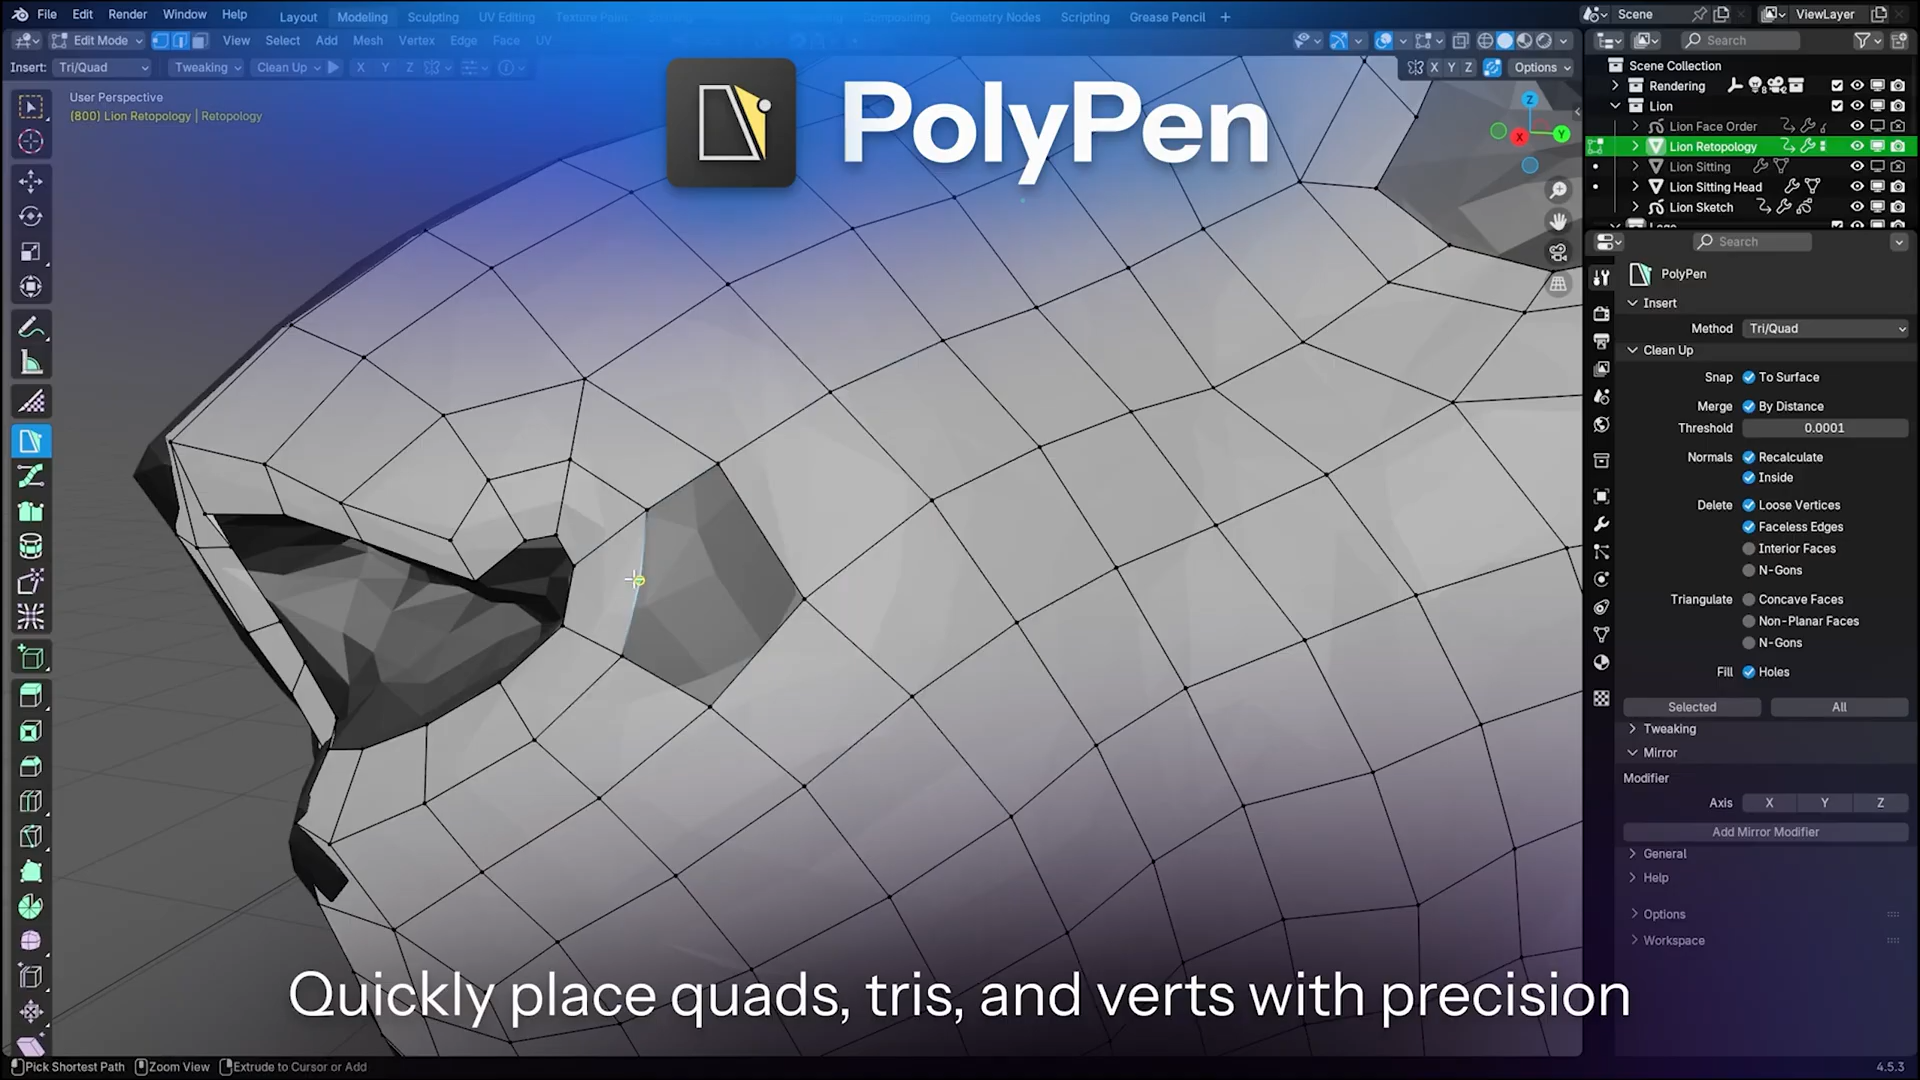 File Edit Render Window Help Layout Modeling Sculpting UV Editing Texture Paint Compositing Geometry Nodes Scripting Grease Pencil + Scene ViewLayer
Edit Mode View Select Add Mesh Vertex Edge Face UV Search
Insert: Tri/Quad Tweaking Clean Up X Y Z X Y Z Options
User Perspective
(800) Lion Retopology | Retopology
PolyPen
Z
X
Y
Scene Collection
Rendering
Lion
Lion Face Order
Lion Retopology
Lion Sitting
Lion Sitting Head
Lion Sketch
Search
PolyPen
Insert
Method Tri/Quad
Clean Up
Snap To Surface
Merge By Distance
Threshold 0.0001
Normals Recalculate
Inside
Delete Loose Vertices
Faceless Edges
Interior Faces
N-Gons
Triangulate Concave Faces
Non-Planar Faces
N-Gons
Fill Holes
Selected All
Tweaking
Mirror
Modifier
Axis X Y Z
Add Mirror Modifier
General
Help
Options
Workspace
Quickly place quads, tris, and verts with precision
Pick Shortest Path Zoom View Extrude to Cursor or Add 4.5.3